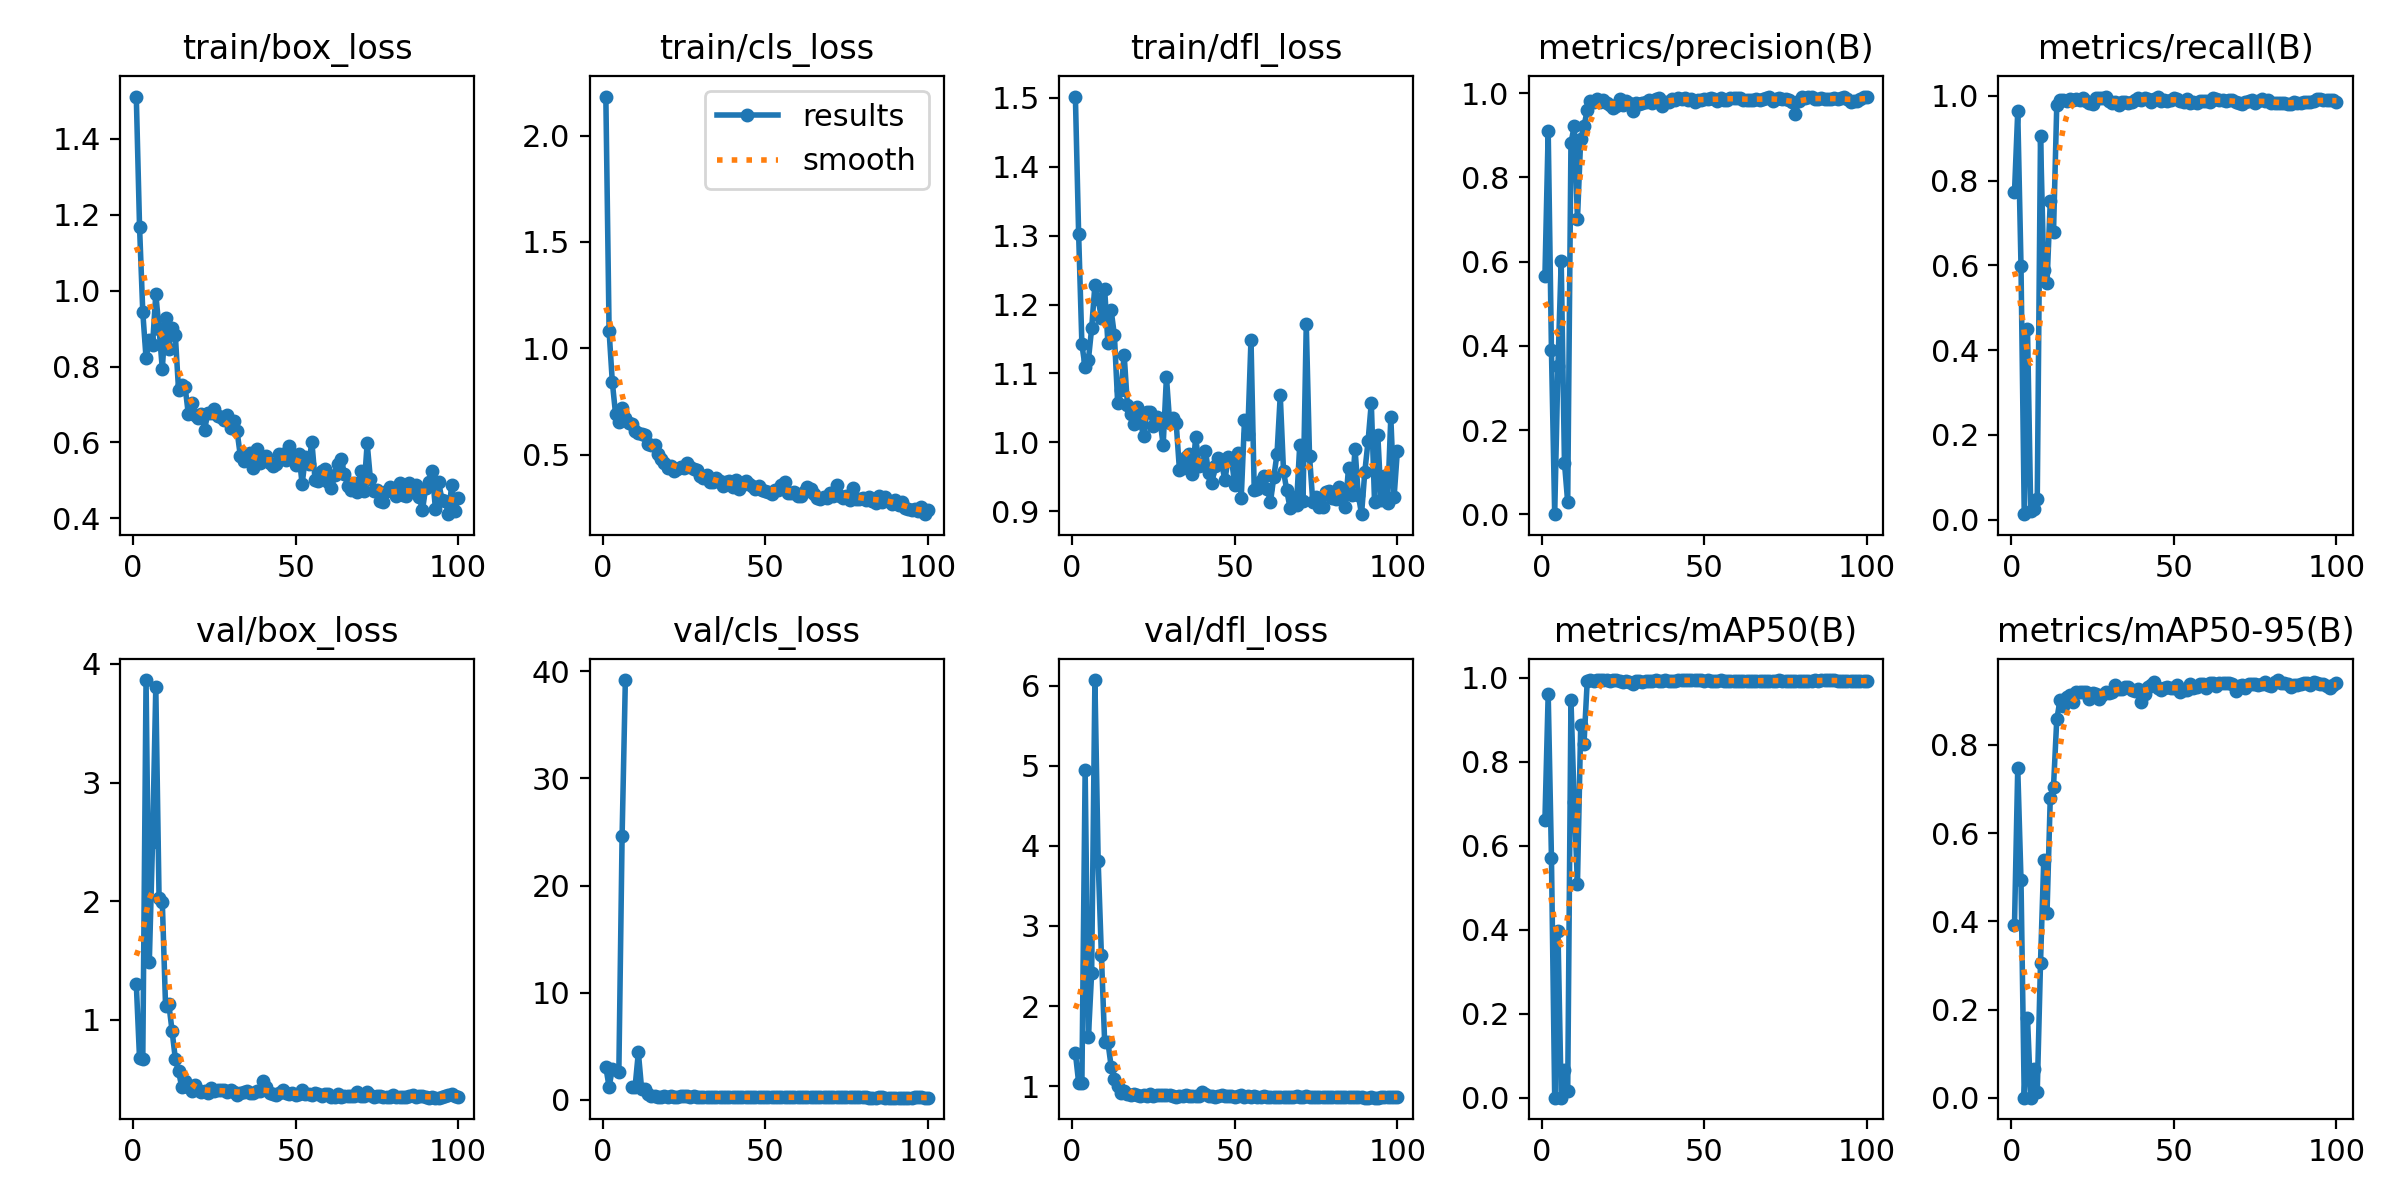 train/box_loss
1.4
1.2
1.0
0.8
0.6
0.4
0 50 100
train/cls_loss
results
smooth
2.0
1.5
1.0
0.5
0 50 100
train/dfl_loss
1.5
1.4
1.3
1.2
1.1
1.0
0.9
0 50 100
metrics/precision(B)
1.0
0.8
0.6
0.4
0.2
0.0
0 50 100
metrics/recall(B)
1.0
0.8
0.6
0.4
0.2
0.0
0 50 100
val/box_loss
4
3
2
1
0 50 100
val/cls_loss
40
30
20
10
0
0 50 100
val/dfl_loss
6
5
4
3
2
1
0 50 100
metrics/mAP50(B)
1.0
0.8
0.6
0.4
0.2
0.0
0 50 100
metrics/mAP50-95(B)
0.8
0.6
0.4
0.2
0.0
0 50 100